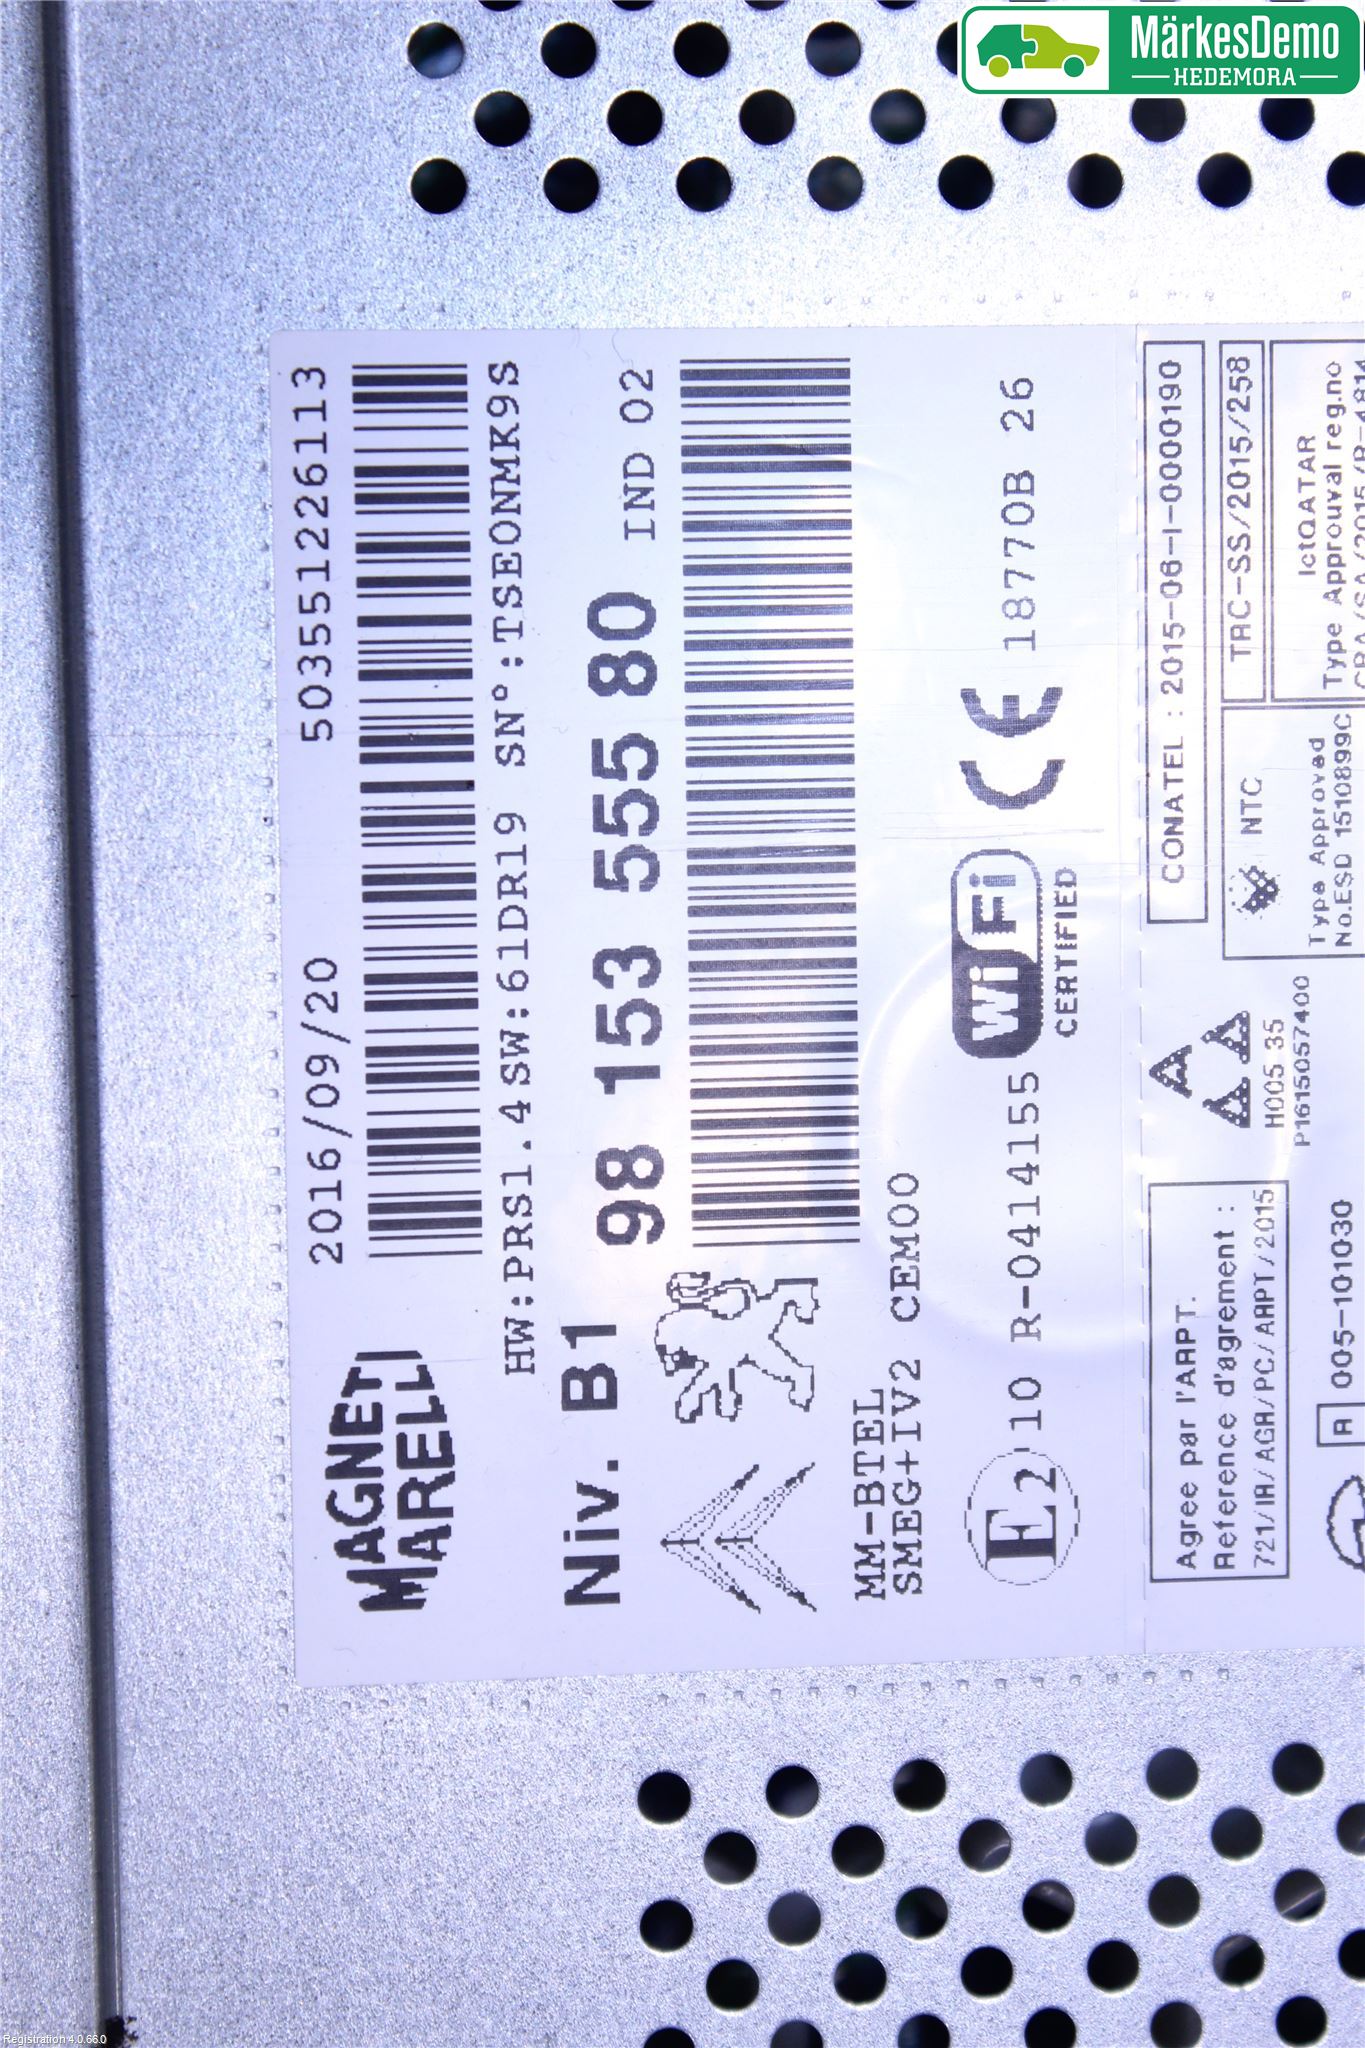 MärkesDemo
HEDEMORA
MAGNETI
MARELLI
2016/09/20 503551226113
HW:PRS1.4 SW:61DR19 SN°:TSEONMK9S
Niv. B1 98 153 555 80 IND 02
MM-BTEL
SMEG+IV2 CEM00
E2 10 R-0414155 WiFi CERTIFIED CE 18770B 26
CONATEL : 2015-06-I-0000190
TRC-SS/2015/258
IctQATAR
Type Approval reg.no
NTC
Type Approved
No.ESD 1510899C
H005 35
P1615057400
Agree par l'ARPT.
Reference d'agrement :
721/IR/AGR/PC/ARPT/2015
R 005-101030
Registration 4.0.66.0